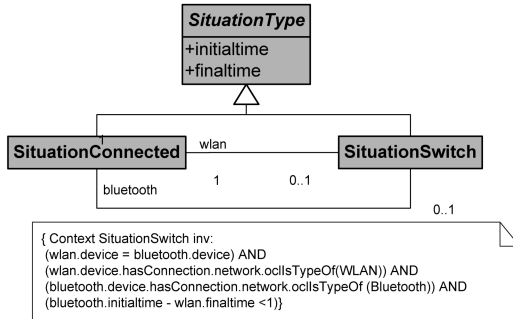 SituationType
+initialtime
+finaltime
SituationConnected
wlan
SituationSwitch
1
0..1
bluetooth
0..1
{ Context SituationSwitch inv:
(wlan.device = bluetooth.device) AND
(wlan.device.hasConnection.network.oclIsTypeOf(WLAN)) AND
(bluetooth.device.hasConnection.network.oclIsTypeOf (Bluetooth)) AND
(bluetooth.initialtime - wlan.finaltime <1)}